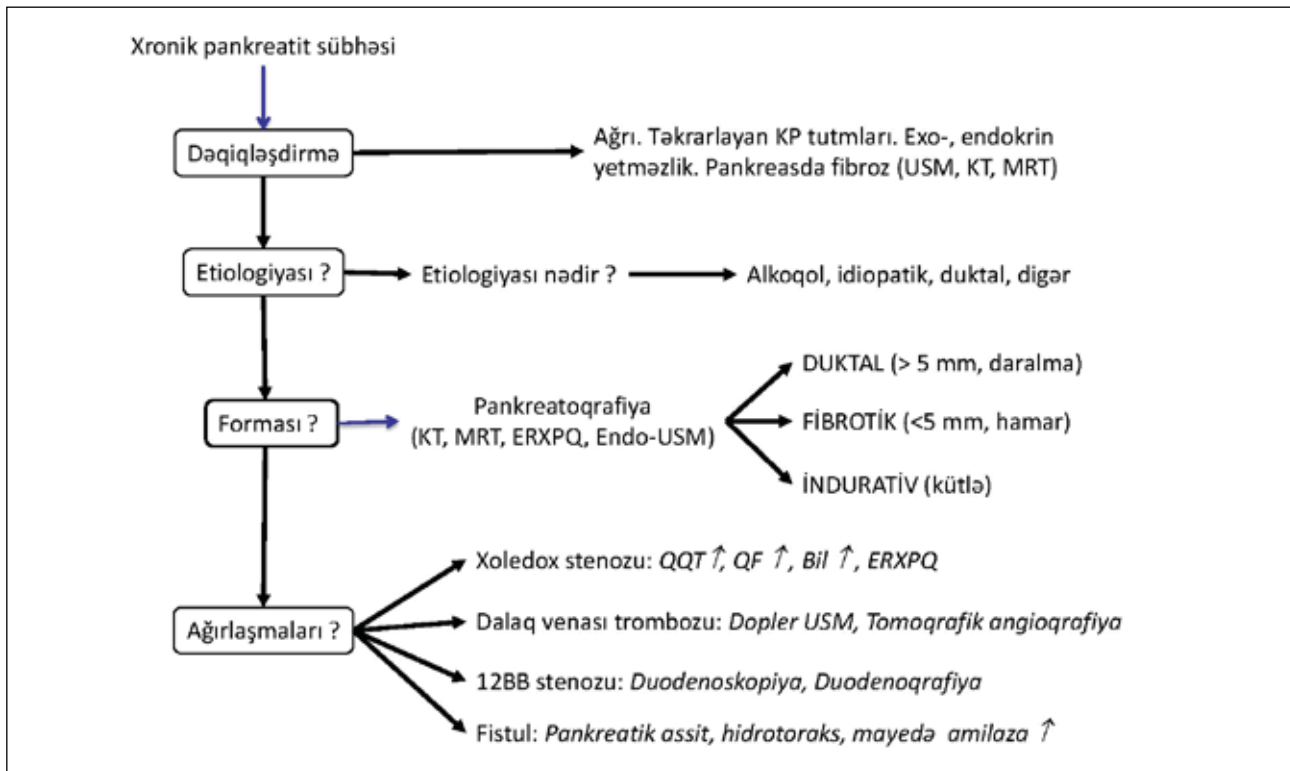 Xronik pankreatit sübhəsi
Dəqiqləşdirmə
Ağrı. Təkrarlayan KP tutmları. Exo-, endokrin
yetməzlik. Pankreasda fibroz (USM, KT, MRT)
Etiologiyası ?
Etiologiyası nədir ?
Alkoqol, idiopatik, duktal, digər
Forması ?
Pankreatoqrafiya
(KT, MRT, ERXPQ, Endo-USM)
DUKTAL (> 5 mm, daralma)
FİBROTİK (<5 mm, hamar)
İNDURATİV (kütlə)
Ağırlaşmaları ?
Xoledox stenozu: QQT ↑, QF ↑, Bil ↑, ERXPQ
Dalaq venası trombozu: Dopler USM, Tomoqrafik angioqrafiya
12BB stenozu: Duodenoskopiya, Duodenoqrafiya
Fistul: Pankreatik assit, hidrotoraks, mayedə amilaza ↑